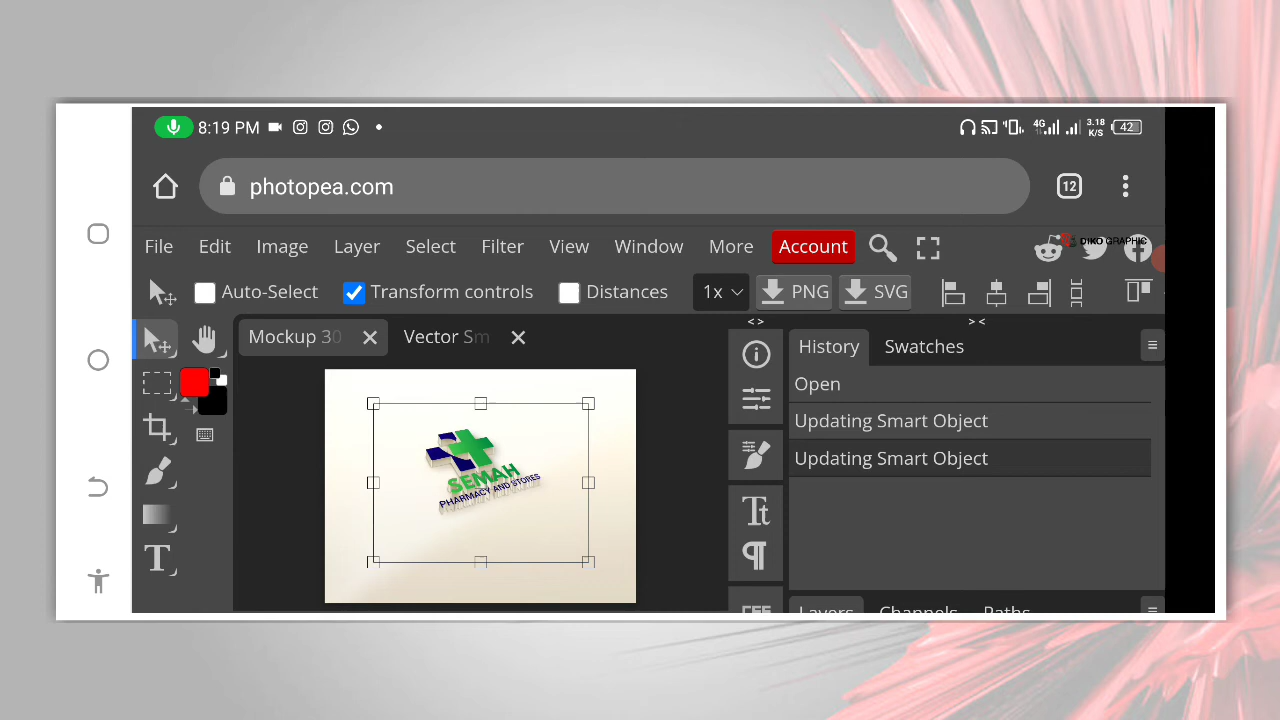 8:19 PM
4G
3.18
K/S
42
photopea.com
12
File Edit Image Layer Select Filter View Window More Account
DIKO GRAPHIC
Auto-Select Transform controls Distances 1x PNG SVG
< > > <
Mockup 30 Vector Sm
History Swatches
Open
Updating Smart Object
Updating Smart Object
SEMAH
PHARMACY AND STORES
Tt
T
Layers Channels Paths